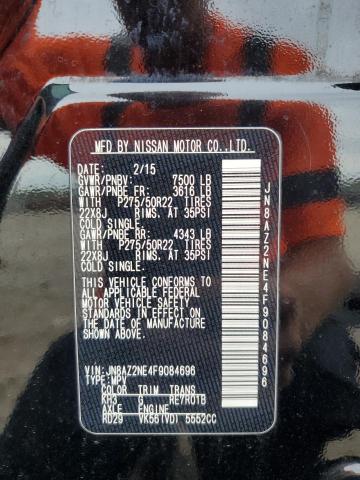 MFD BY NISSAN MOTOR CO.,LTD.
DATE: 2/15
GVWR/PNBV: 7500 LB
GAWR/PNBE FR: 3616 LB
WITH P275/50R22 TIRES
22X8J RIMS, AT 35PSI
COLD SINGLE.
GAWR/PNBE RR: 4343 LB
WITH P275/50R22 TIRES
22X8J RIMS, AT 35PSI
COLD SINGLE.
THIS VEHICLE CONFORMS TO
ALL APPLICABLE FEDERAL
MOTOR VEHICLE SAFETY
STANDARDS IN EFFECT ON
THE DATE OF MANUFACTURE
SHOWN ABOVE.
VIN:JN8AZ2NE4F9084696
TYPE:MPV
COLOR TRIM TRANS
KH3 G RE7R01B
AXLE ENGINE
RD29 VK56(VD) 5552CC
JN8AZ2NE4F9084696